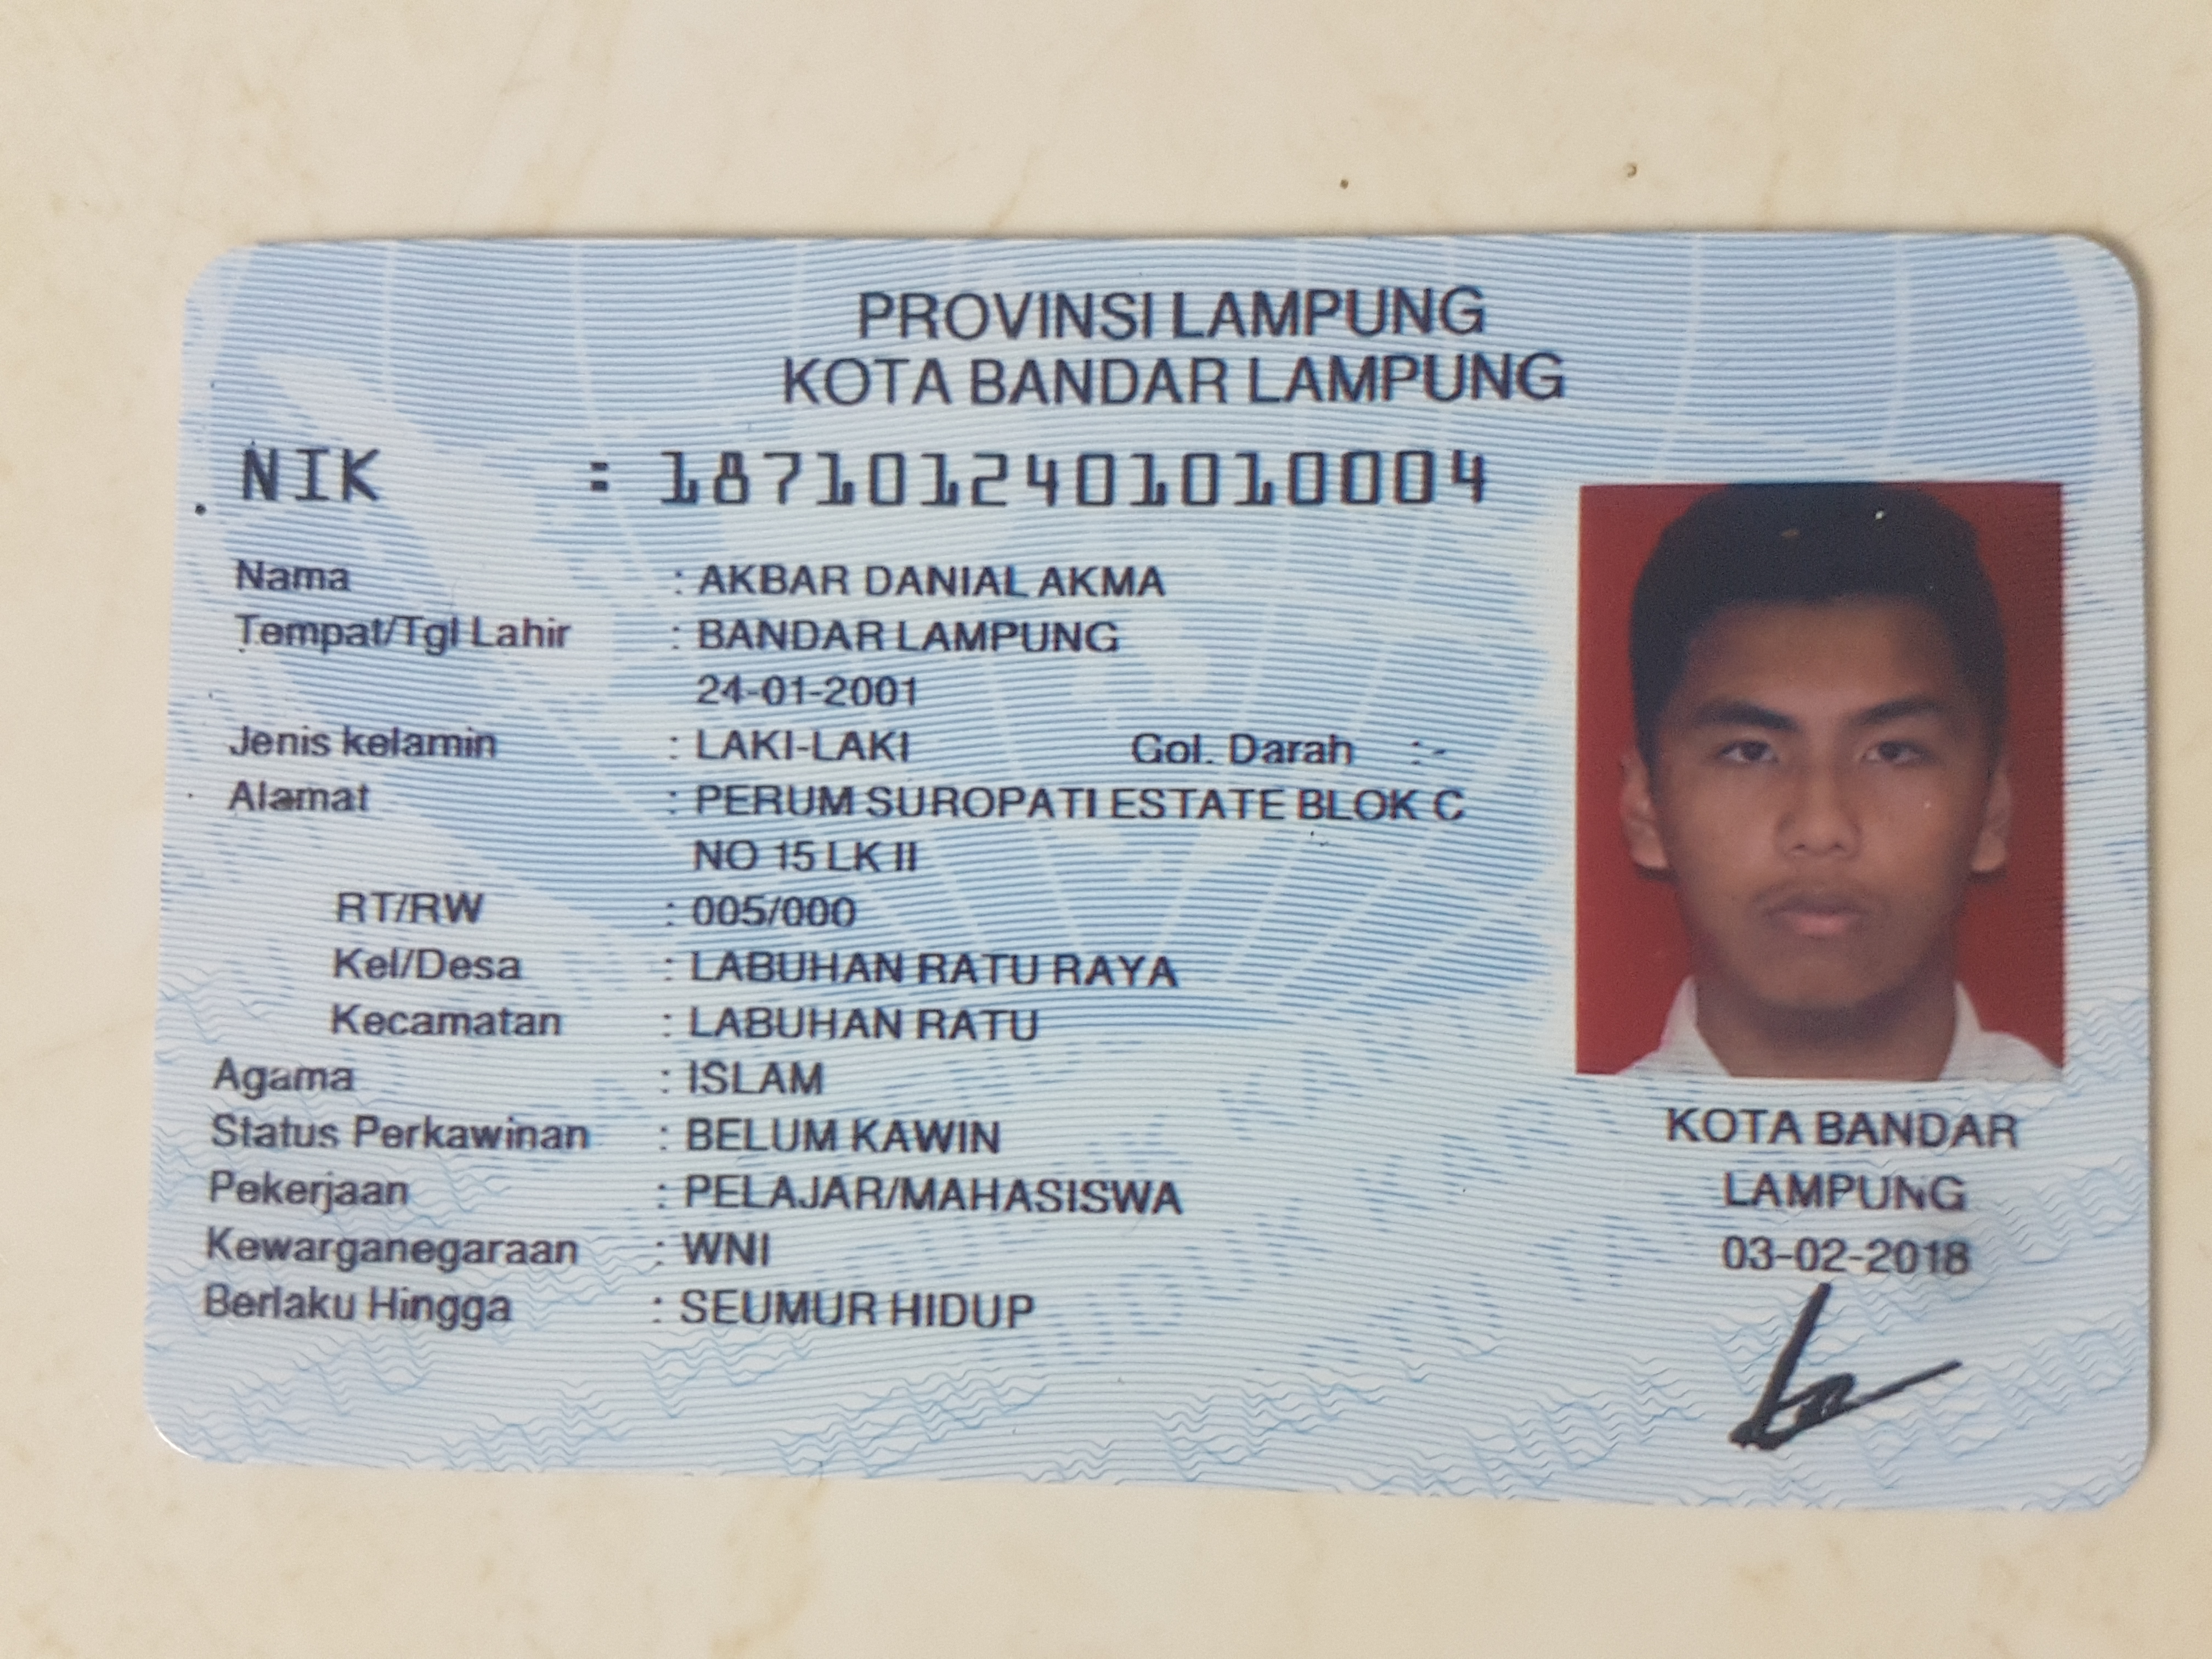 PROVINSI LAMPUNG
KOTA BANDAR LAMPUNG
NIK : 1871012401010004
Nama : AKBAR DANIAL AKMA
Tempat/Tgl Lahir : BANDAR LAMPUNG
24-01-2001
Jenis kelamin : LAKI-LAKI Gol. Darah : -
Alamat : PERUM SUROPATI ESTATE BLOK C
NO 15 LK II
RT/RW : 005/000
Kel/Desa : LABUHAN RATU RAYA
Kecamatan : LABUHAN RATU
Agama : ISLAM
Status Perkawinan : BELUM KAWIN
Pekerjaan : PELAJAR/MAHASISWA
Kewarganegaraan : WNI
Berlaku Hingga : SEUMUR HIDUP
KOTA BANDAR
LAMPUNG
03-02-2018